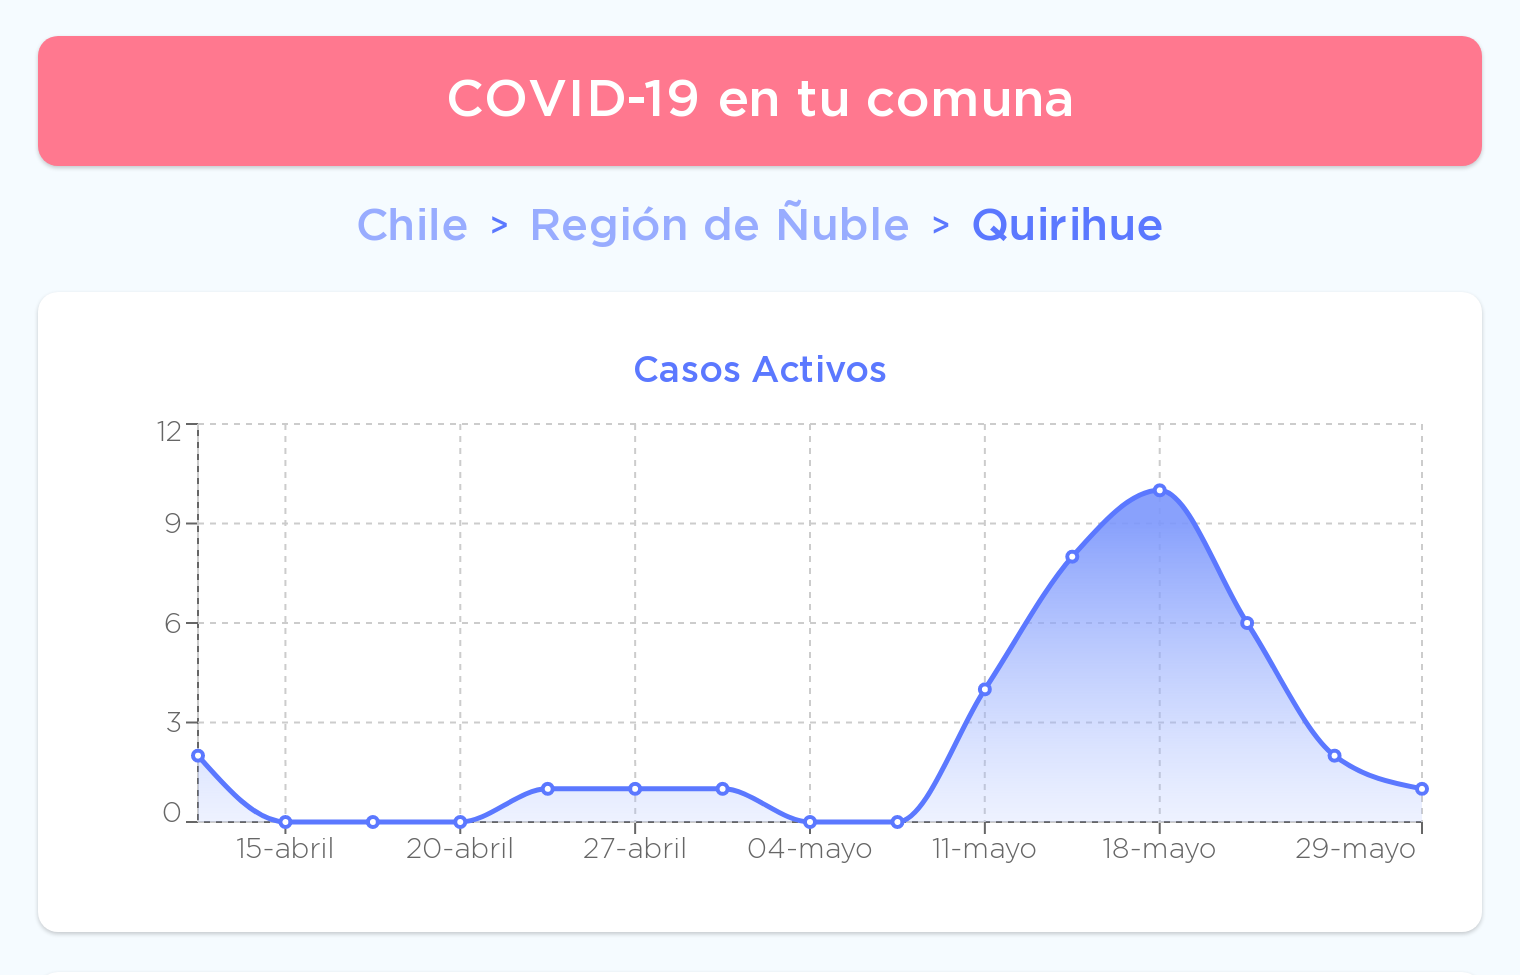 COVID-19 en tu comuna
Chile > Región de Ñuble > Quirihue
Casos Activos
12
9
6
3
0
15-abril 20-abril 27-abril 04-mayo 11-mayo 18-mayo 29-mayo